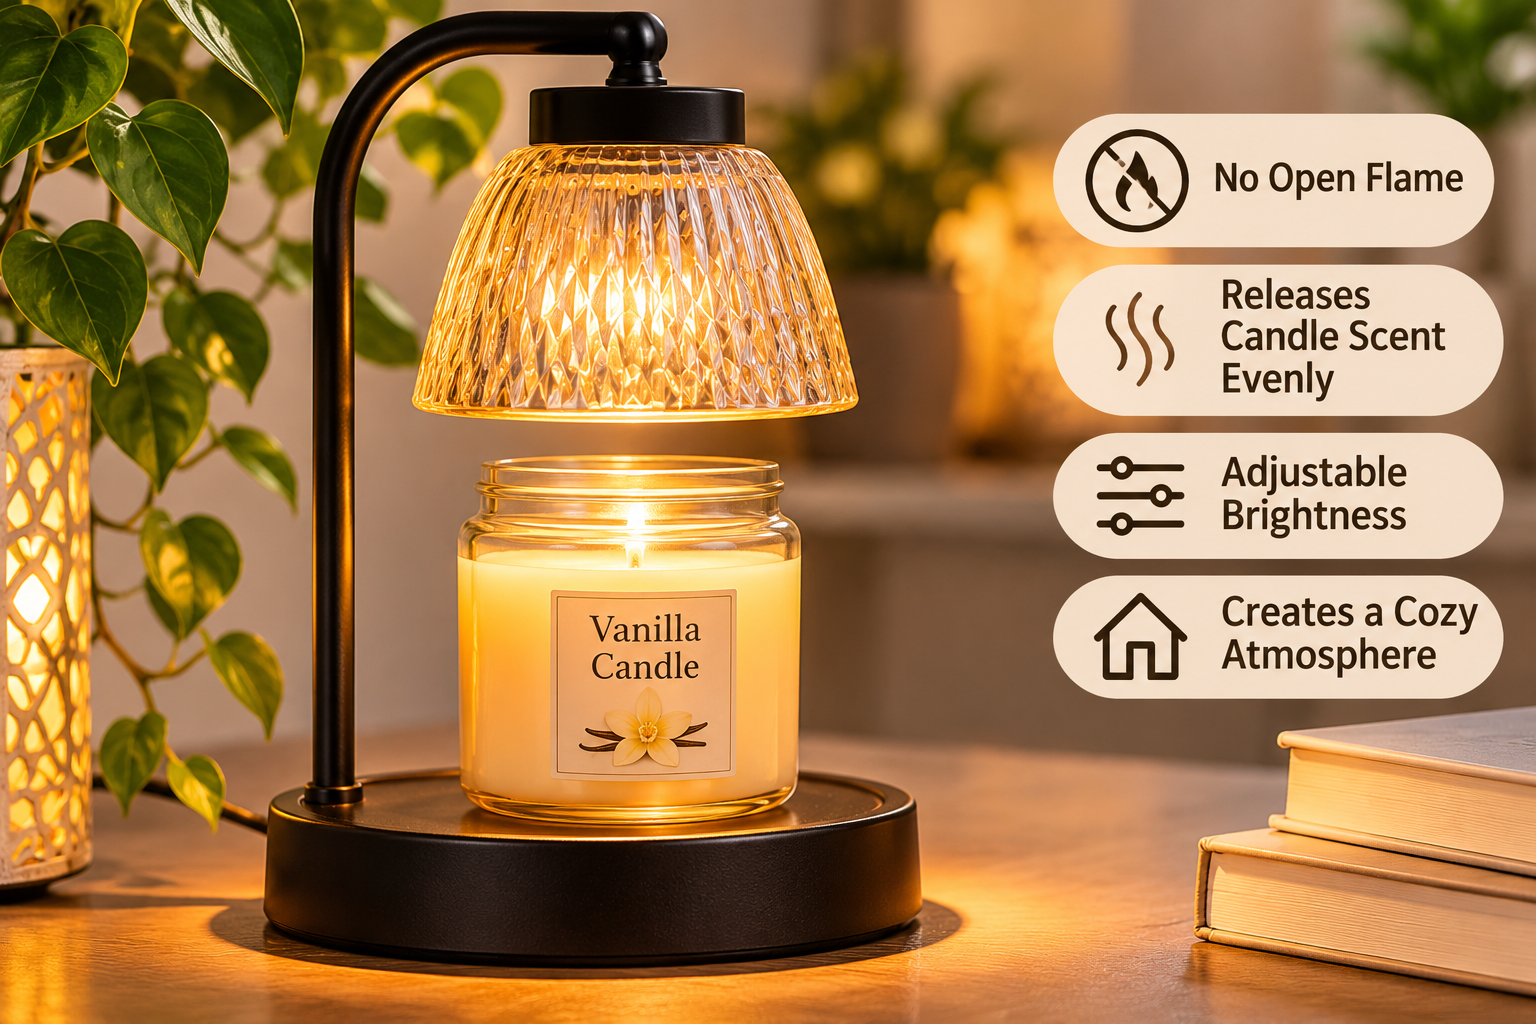 No Open Flame
Releases
Candle Scent
Evenly
Adjustable
Brightness
Creates a Cozy
Atmosphere
Vanilla
Candle